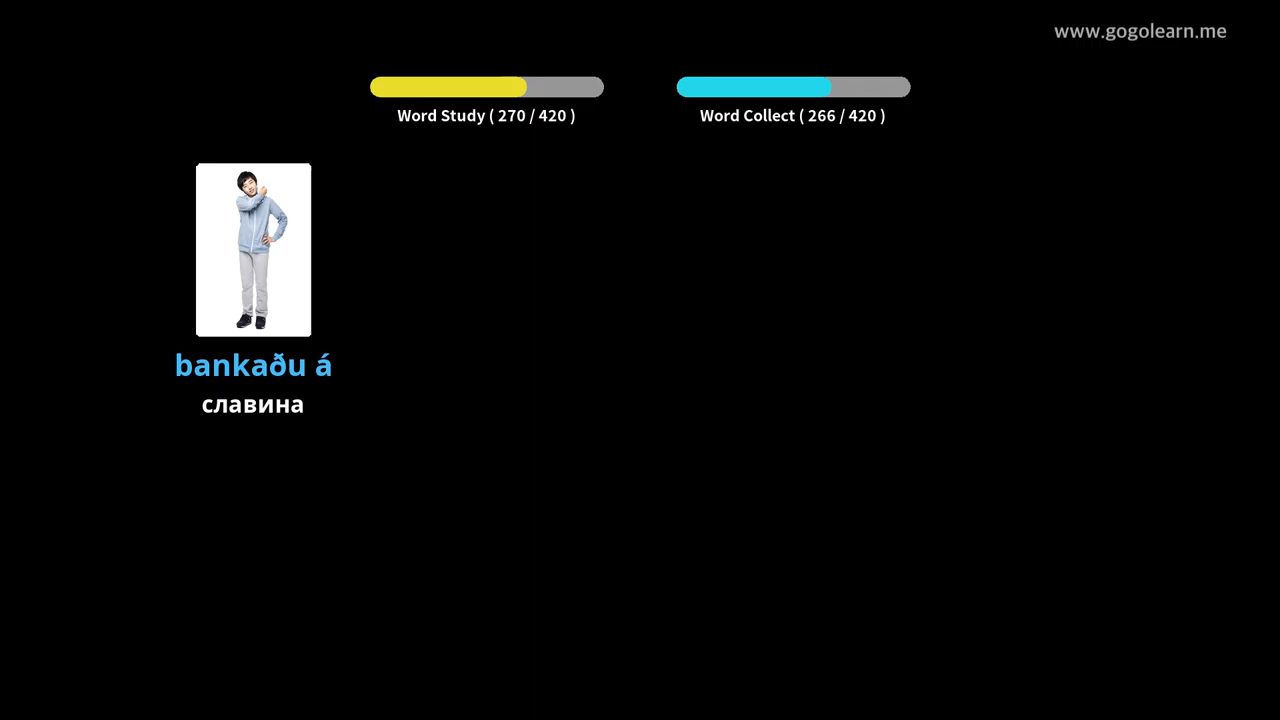 www.gogolearn.me
Word Study ( 270 / 420 )
Word Collect ( 266 / 420 )
bankaðu á
славина